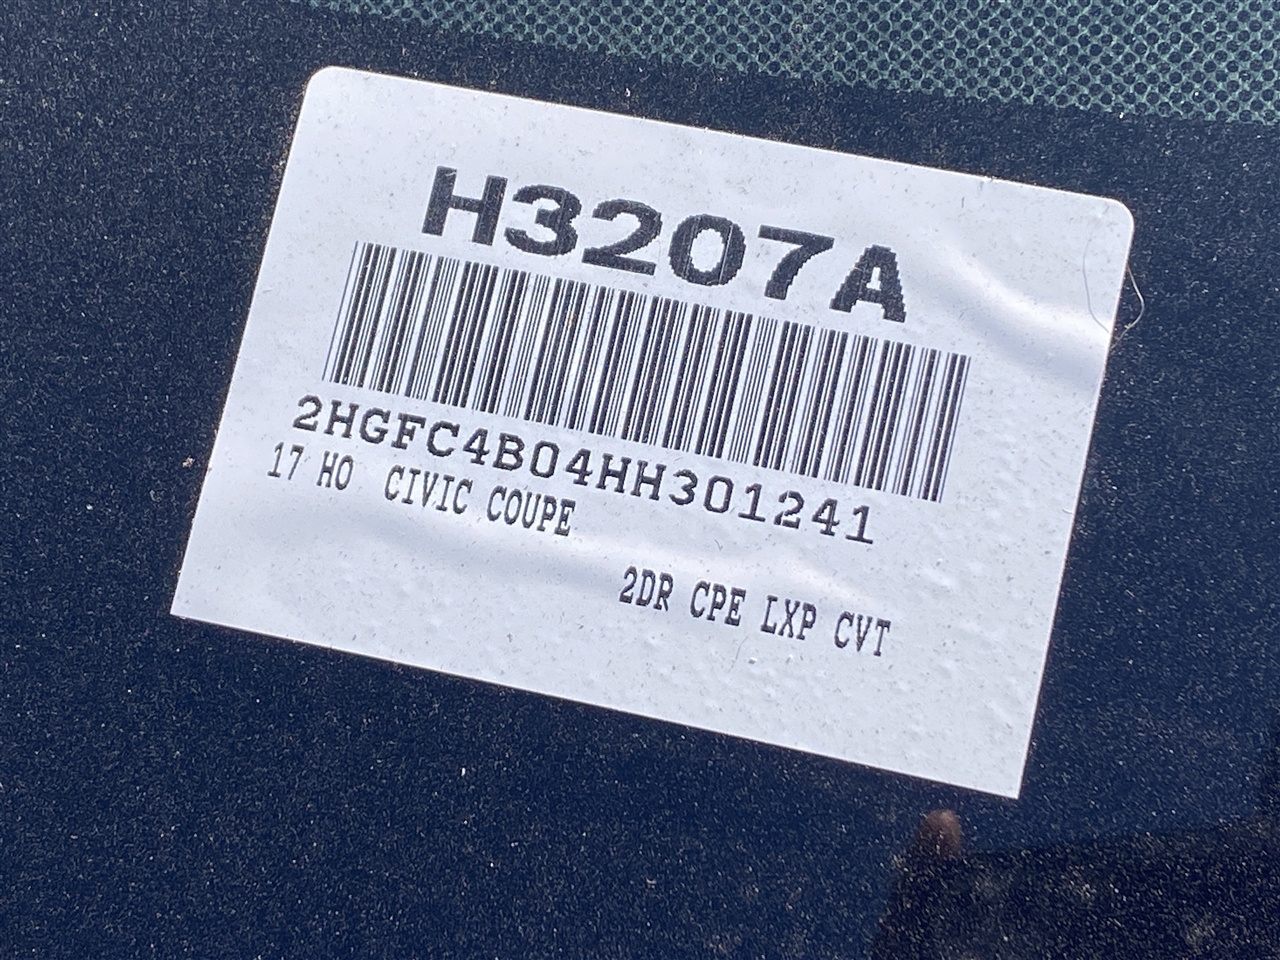 H3207A
2HGFC4B04HH301241
17 HO CIVIC COUPE
2DR CPE LXP CVT